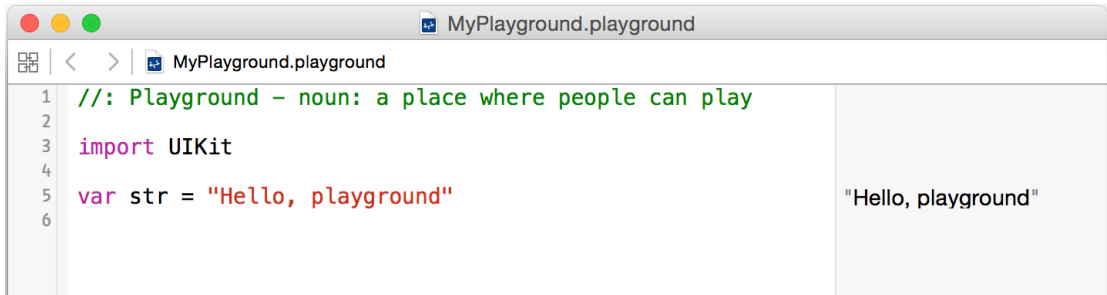 MyPlayground.playground
MyPlayground.playground
1 //: Playground – noun: a place where people can play
2
3 import UIKit
4
5 var str = "Hello, playground" "Hello, playground"
6